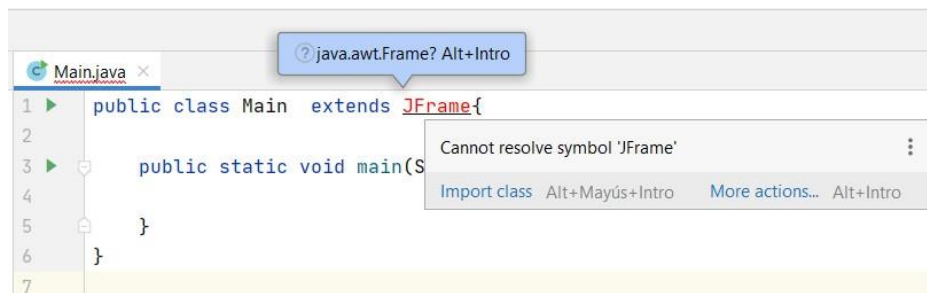 java.awt.Frame? Alt+Intro
Main.java
1 public class Main  extends JFrame{
2
Cannot resolve symbol 'JFrame'
3 public static void main(S
Import class Alt+Mayús+Intro More actions... Alt+Intro
4
5 }
6 }
7